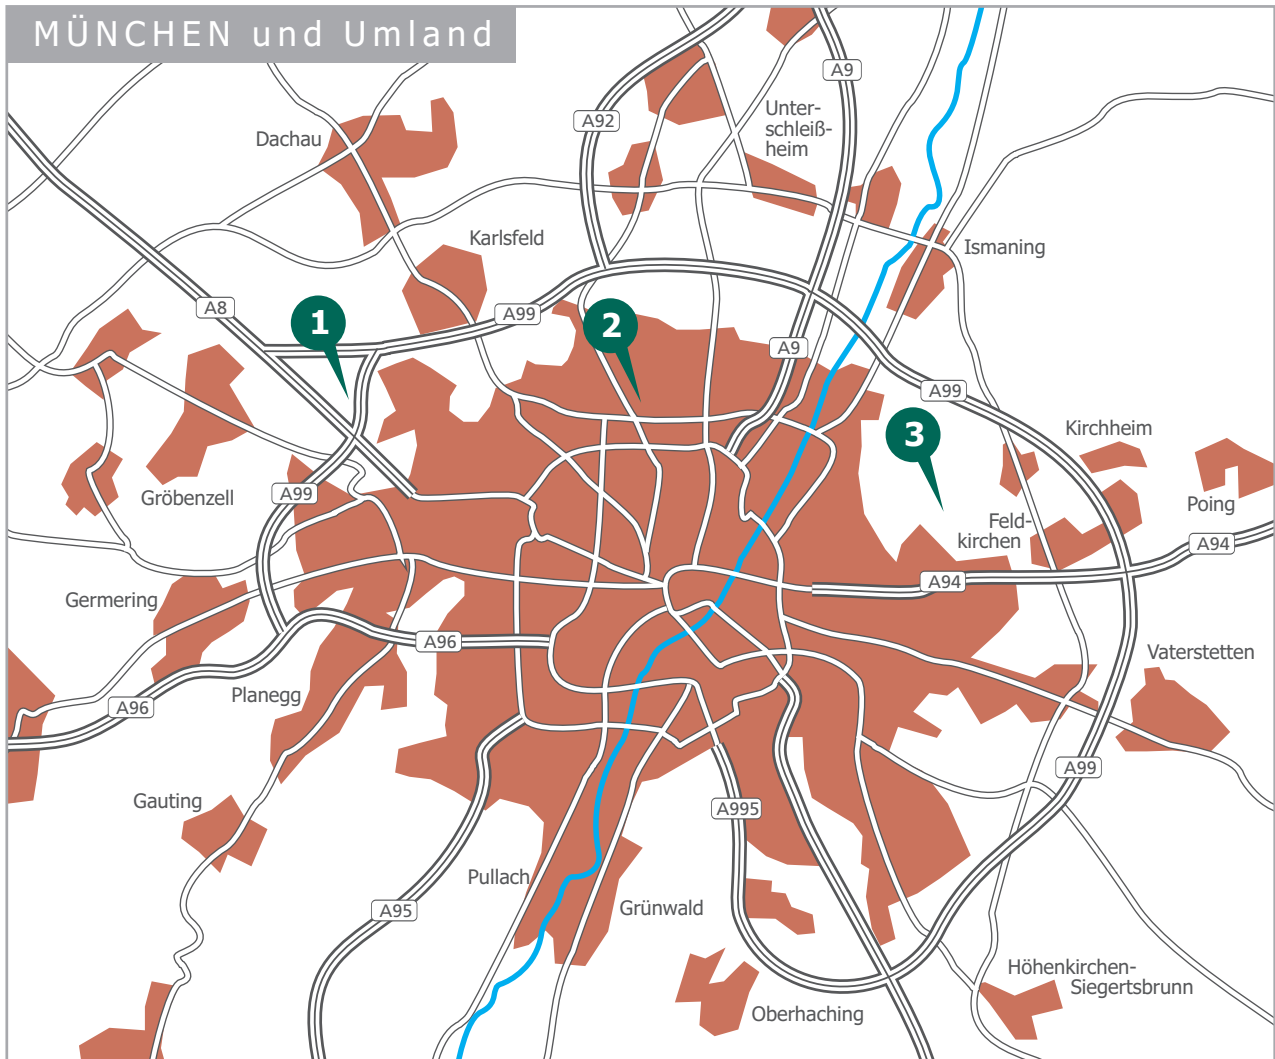 MÜNCHEN und Umland
A9
A92
Unter-
schleiß-
heim
Dachau
Karlsfeld
Ismaning
A8
A99
1
2
A9
A99
3
Kirchheim
Gröbenzell
A99
Poing
Feld-
kirchen
A94
A94
Germering
A96
Vaterstetten
Planegg
A96
A99
Gauting
A995
Pullach
Grünwald
A95
Höhenkirchen-
Siegertsbrunn
Oberhaching